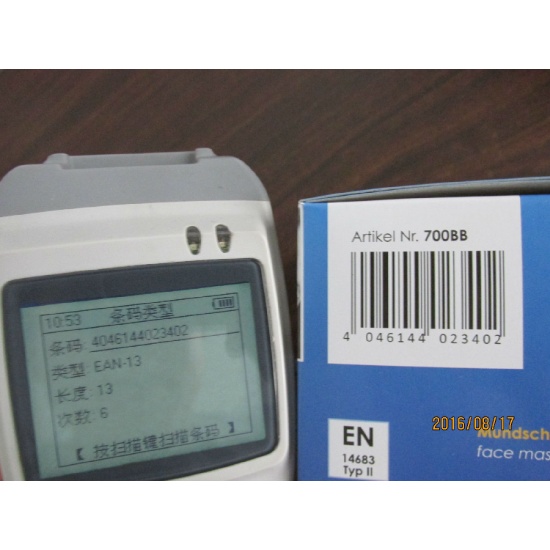 10:53 条码类型
条码: 4046144023402
类型: EAN-13
长度: 13
次数: 6
【 按扫描键扫描条码 】
Artikel Nr. 700BB
4 046144 023402
EN
14683
Typ II
2016/08/17
Mundsch
face mas